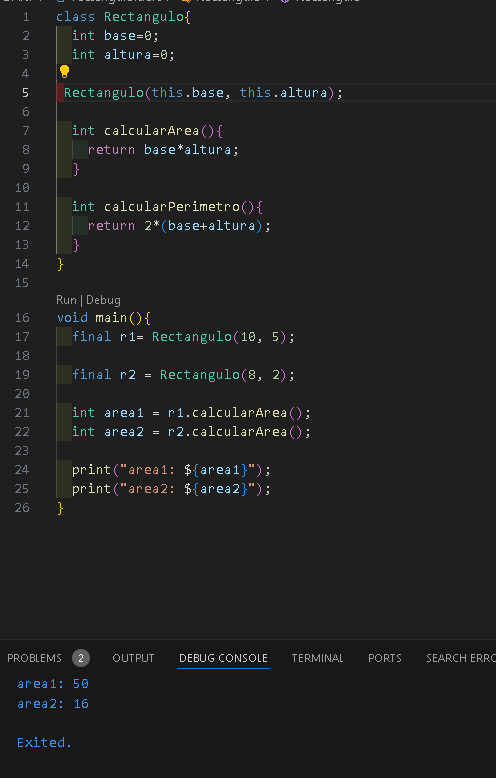 1 class Rectangulo{
2 int base=0;
3 int altura=0;
4
5 Rectangulo(this.base, this.altura);
6
7 int calcularArea(){
8 return base*altura;
9 }
10
11 int calcularPerimetro(){
12 return 2*(base+altura);
13 }
14 }
15
Run | Debug
16 void main(){
17 final r1= Rectangulo(10, 5);
18
19 final r2 = Rectangulo(8, 2);
20
21 int area1 = r1.calcularArea();
22 int area2 = r2.calcularArea();
23
24 print("area1: ${area1}");
25 print("area2: ${area2}");
26 }
PROBLEMS 2 OUTPUT DEBUG CONSOLE TERMINAL PORTS SEARCH ERRO
area1: 50
area2: 16
Exited.